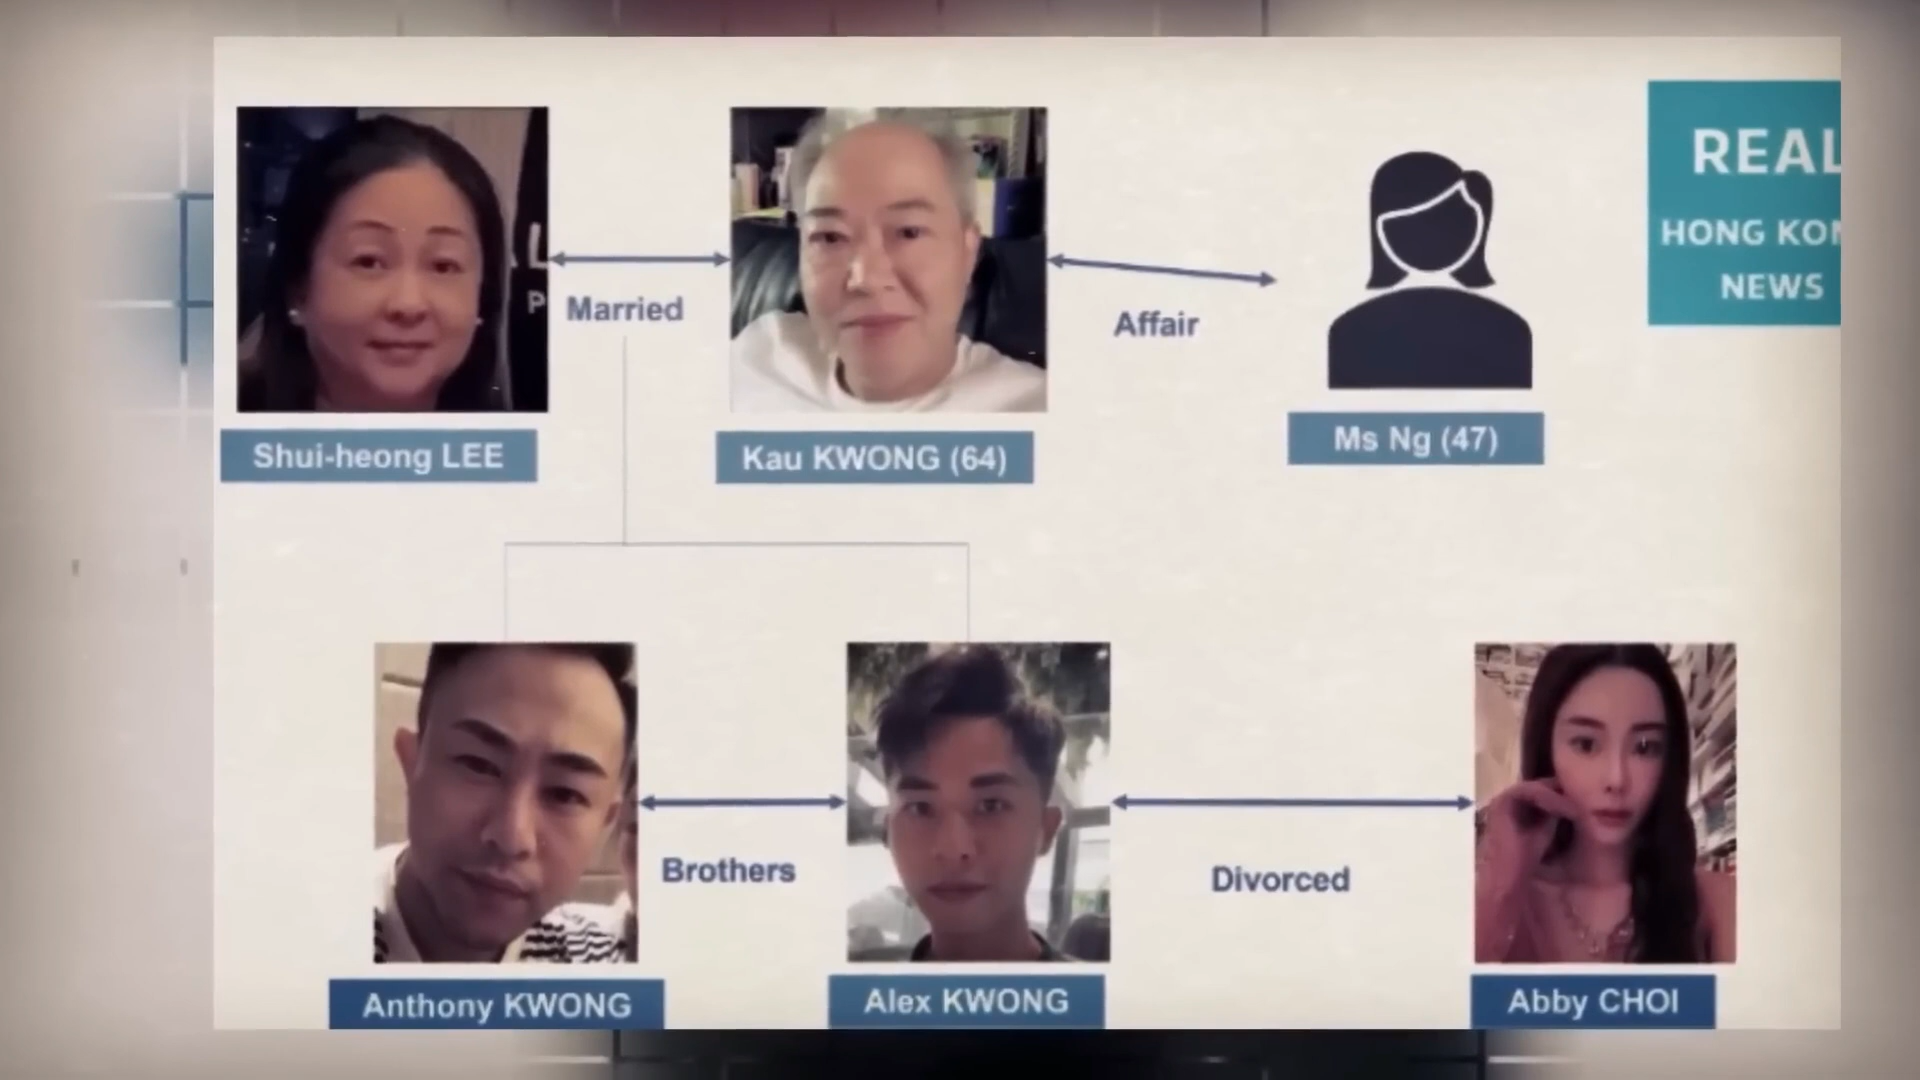 REAL
HONG KON
NEWS
L
P
Married
Affair
Shui-heong LEE
Kau KWONG (64)
Ms Ng (47)
Brothers
Divorced
Anthony KWONG
Alex KWONG
Abby CHOI